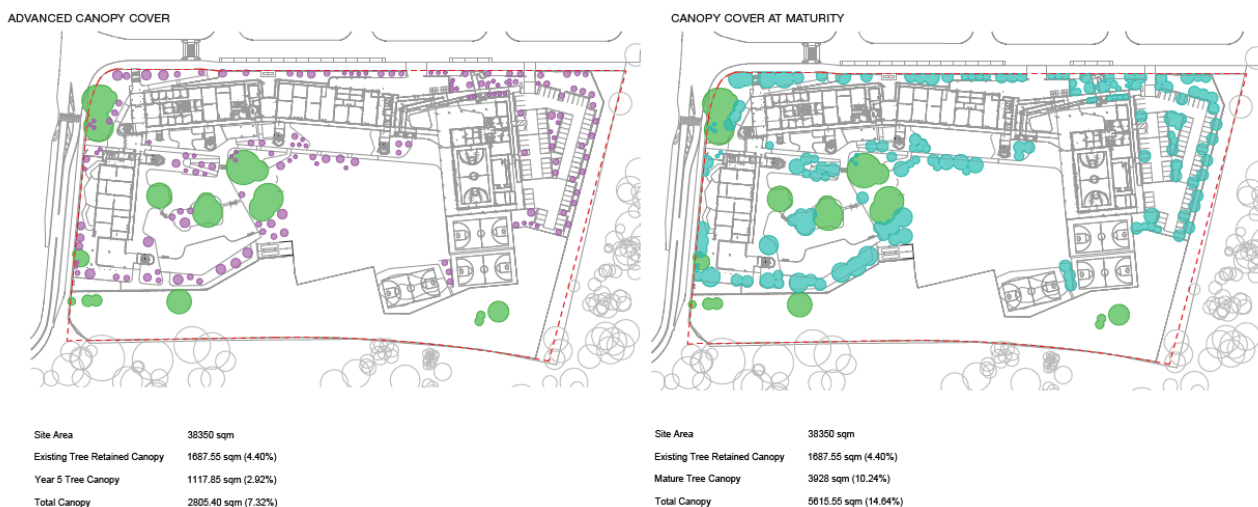 ADVANCED CANOPY COVER
CANOPY COVER AT MATURITY
Site Area 38350 sqm
Existing Tree Retained Canopy 1687.55 sqm (4.40%)
Year 5 Tree Canopy 1117.85 sqm (2.92%)
Total Canopy 2805.40 sqm (7.32%)
Site Area 38350 sqm
Existing Tree Retained Canopy 1687.55 sqm (4.40%)
Mature Tree Canopy 3928 sqm (10.24%)
Total Canopy 5615.55 sqm (14.64%)